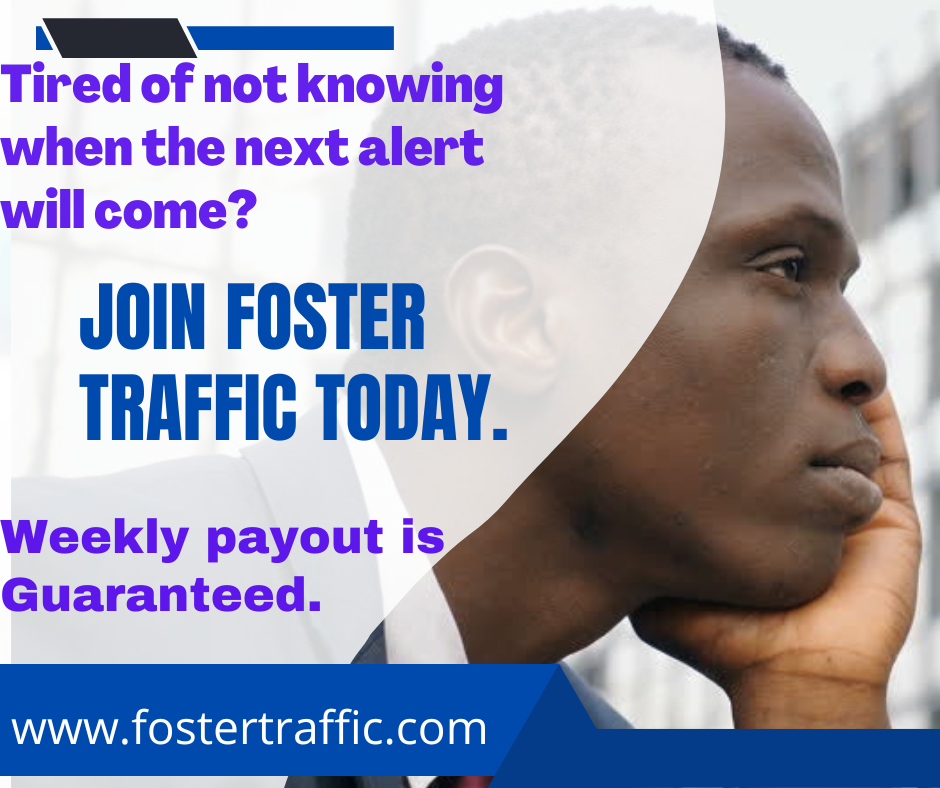 Tired of not knowing
when the next alert
will come?
JOIN FOSTER
TRAFFIC TODAY.
Weekly payout is
Guaranteed.
www.fostertraffic.com